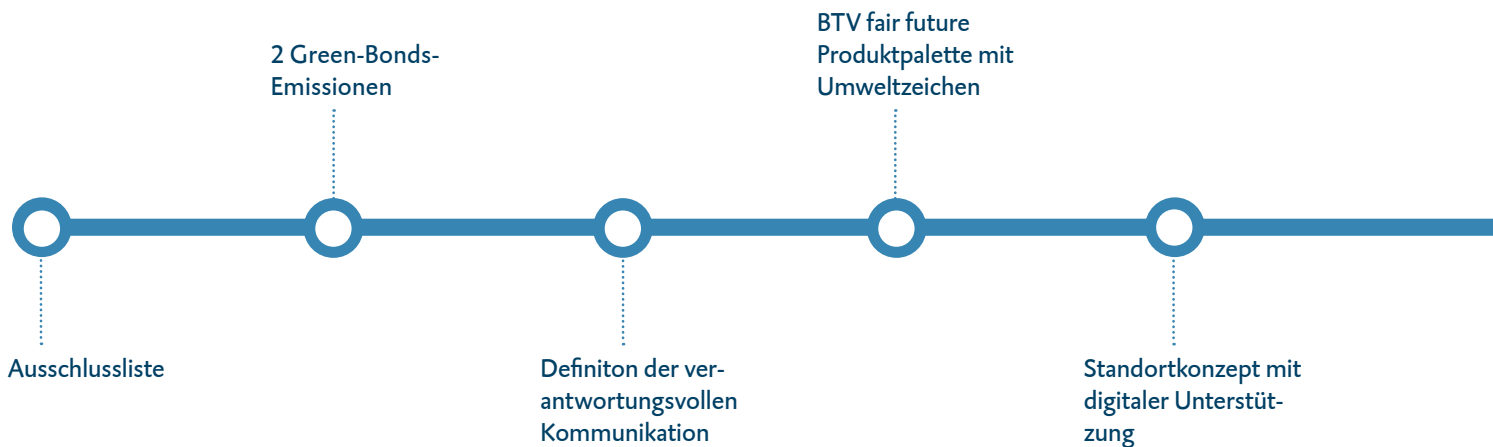 Ausschlussliste
2 Green-Bonds-
Emissionen
Definiton der ver-
antwortungsvollen
Kommunikation
BTV fair future
Produktpalette mit
Umweltzeichen
Standortkonzept mit
digitaler Unterstüt-
zung